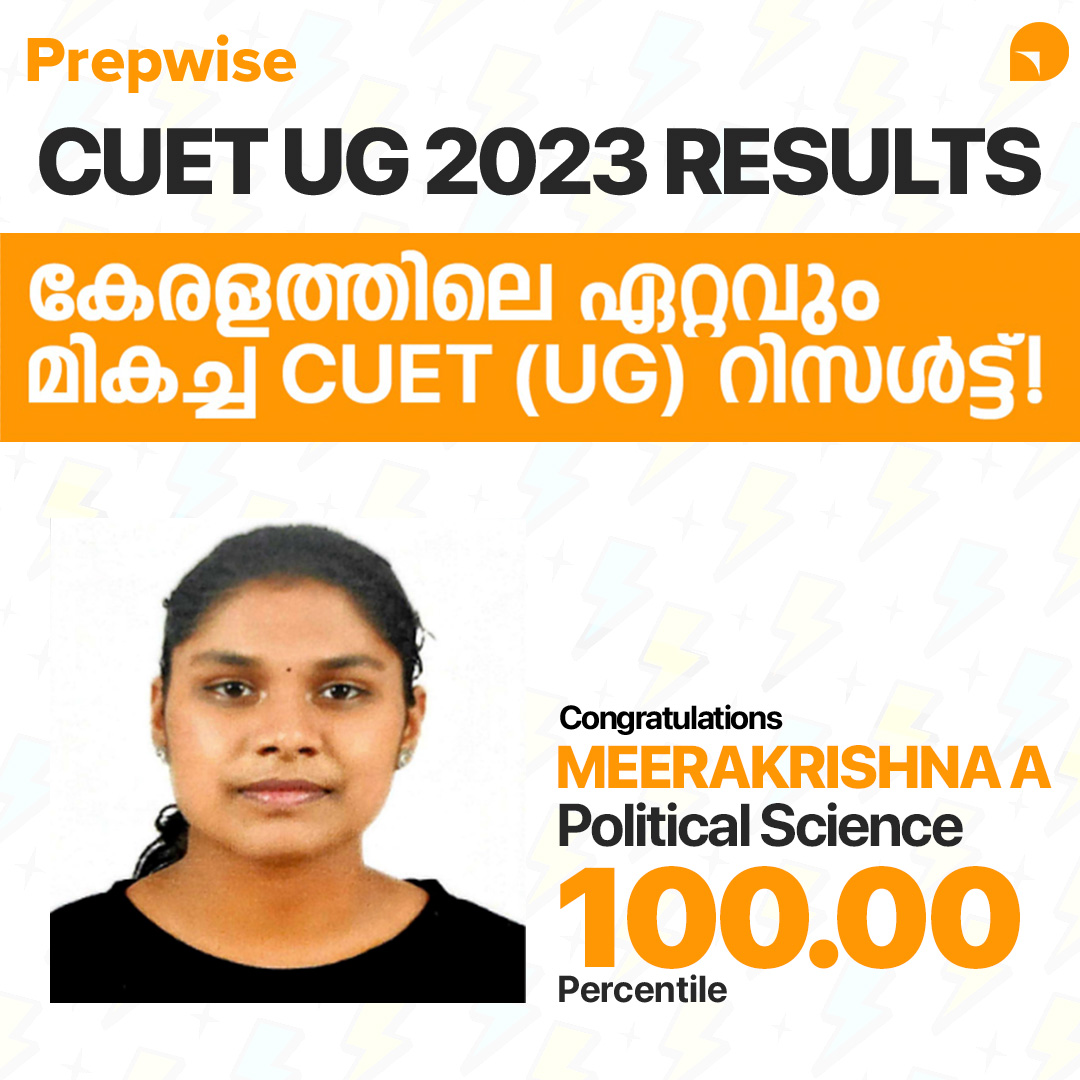 Prepwise
CUET UG 2023 RESULTS
കേരളത്തിലെ ഏറ്റവും
മികച്ച CUET (UG) റിസൾട്ട്!
Congratulations
MEERAKRISHNA A
Political Science
100.00
Percentile